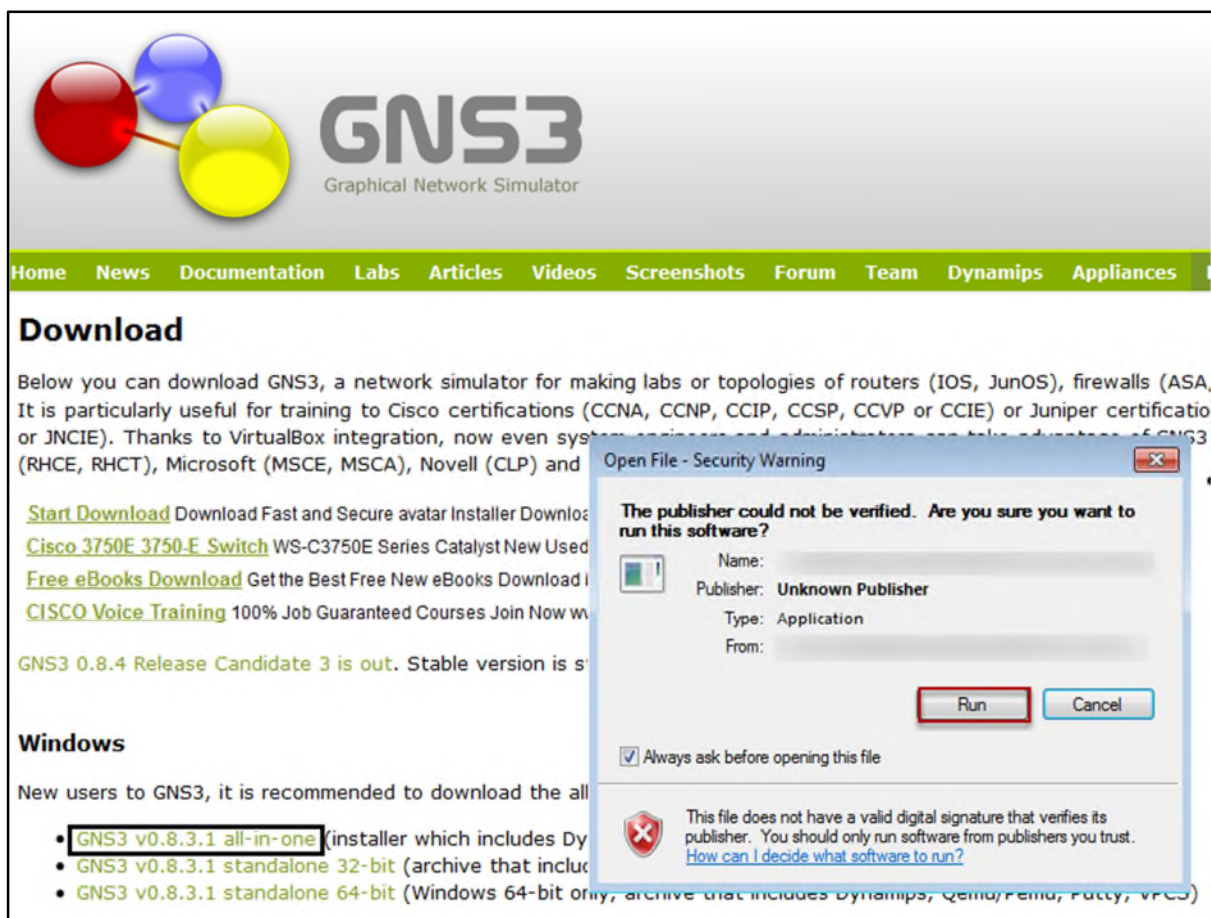 GNS3
Graphical Network Simulator
Home News Documentation Labs Articles Videos Screenshots Forum Team Dynamips Appliances
Download
Below you can download GNS3, a network simulator for making labs or topologies of routers (IOS, JunOS), firewalls (ASA,
It is particularly useful for training to Cisco certifications (CCNA, CCNP, CCIP, CCSP, CCVP or CCIE) or Juniper certificatio
or JNCIE). Thanks to VirtualBox integration, now even system engineers and administrators can take advantage of GNS3
(RHCE, RHCT), Microsoft (MSCE, MSCA), Novell (CLP) and
Start Download Download Fast and Secure avatar Installer Downloa
Cisco 3750E 3750-E Switch WS-C3750E Series Catalyst New Used
Free eBooks Download Get the Best Free New eBooks Download i
CISCO Voice Training 100% Job Guaranteed Courses Join Now w
GNS3 0.8.4 Release Candidate 3 is out. Stable version is s
Windows
New users to GNS3, it is recommended to download the all
• GNS3 v0.8.3.1 all-in-one (installer which includes Dy
• GNS3 v0.8.3.1 standalone 32-bit (archive that includ
• GNS3 v0.8.3.1 standalone 64-bit (Windows 64-bit only, archive that includes Dynamips, Qemu/Pemu, Putty, VPCS)
Open File - Security Warning
The publisher could not be verified. Are you sure you want to
run this software?
Name:
Publisher: Unknown Publisher
Type: Application
From:
Run Cancel
Always ask before opening this file
This file does not have a valid digital signature that verifies its
publisher. You should only run software from publishers you trust.
How can I decide what software to run?